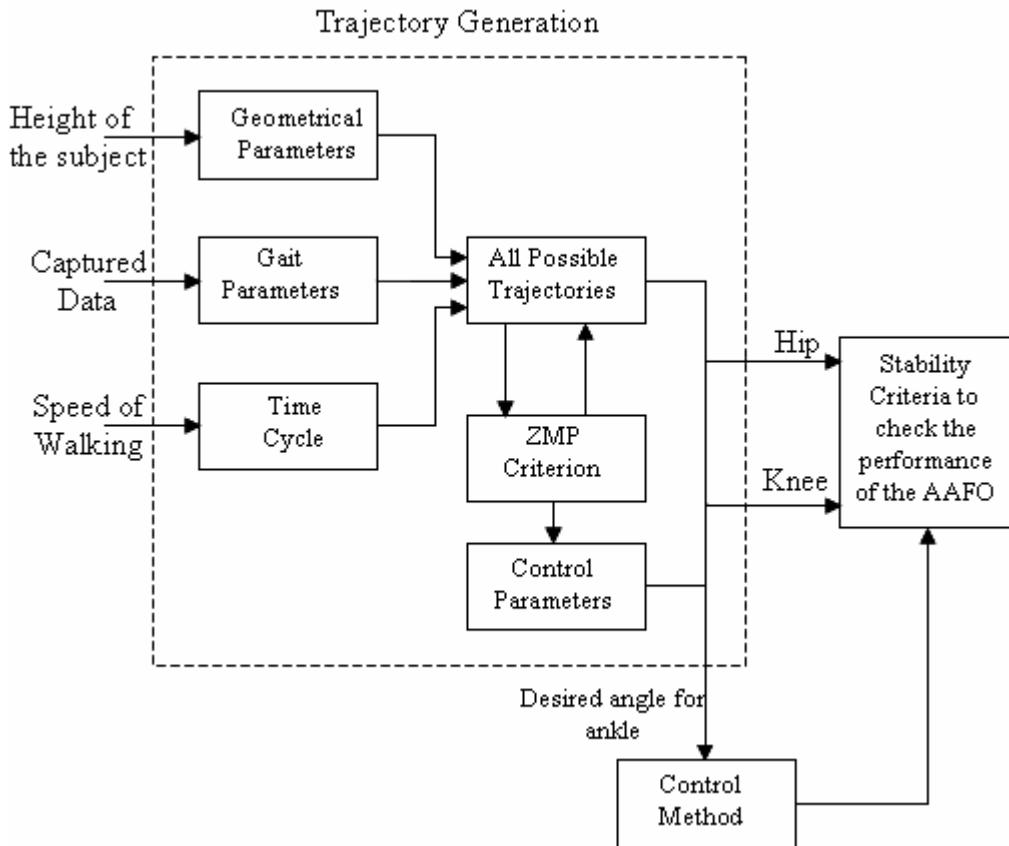 Trajectory Generation
Height of
the subject
Geometrical
Parameters
Captured
Data
Gait
Parameters
All Possible
Trajectories
Speed of
Walking
Time
Cycle
ZMP
Criterion
Control
Parameters
Hip
Knee
Stability
Criteria to
check the
performance
of the AAFO
Desired angle for
ankle
Control
Method